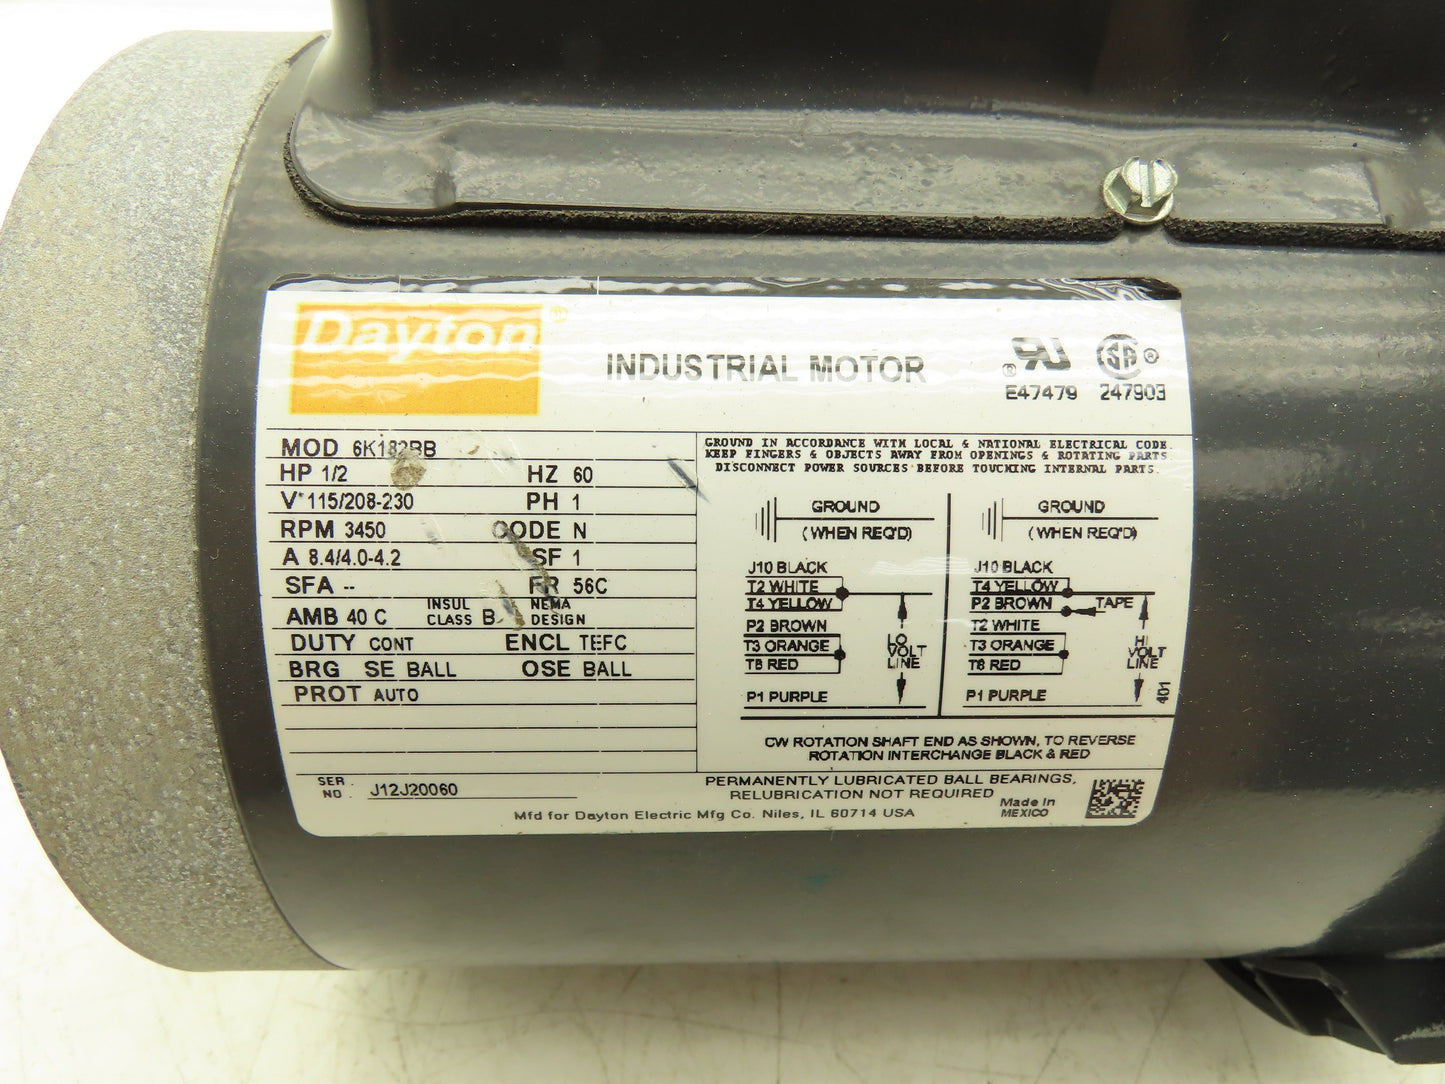 Dayton®
INDUSTRIAL MOTOR
® RU
E47479
SA ®
247903
MOD 6K182BB
HP 1/2 HZ 60
V* 115/208-230 PH 1
RPM 3450 CODE N
A 8.4/4.0-4.2 SF 1
SFA -- FR 56C
AMB 40 C INSUL CLASS B NEMA DESIGN
DUTY CONT ENCL TEFC
BRG SE BALL OSE BALL
PROT AUTO
SER. NO. J12J20060
GROUND IN ACCORDANCE WITH LOCAL & NATIONAL ELECTRICAL CODE.
KEEP FINGERS & OBJECTS AWAY FROM OPENINGS & ROTATING PARTS
DISCONNECT POWER SOURCES BEFORE TOUCHING INTERNAL PARTS.
GROUND
(WHEN REQ'D)
J10 BLACK
T2 WHITE
T4 YELLOW
P2 BROWN
T3 ORANGE
T8 RED
P1 PURPLE
LO
VOLT
LINE
GROUND
(WHEN REQ'D)
J10 BLACK
T4 YELLOW
P2 BROWN
TAPE
T2 WHITE
T3 ORANGE
T8 RED
P1 PURPLE
HI
VOLT
LINE
401
CW ROTATION SHAFT END AS SHOWN, TO REVERSE
ROTATION INTERCHANGE BLACK & RED
PERMANENTLY LUBRICATED BALL BEARINGS,
RELUBRICATION NOT REQUIRED
Made in
MEXICO
Mfd for Dayton Electric Mfg Co. Niles, IL 60714 USA